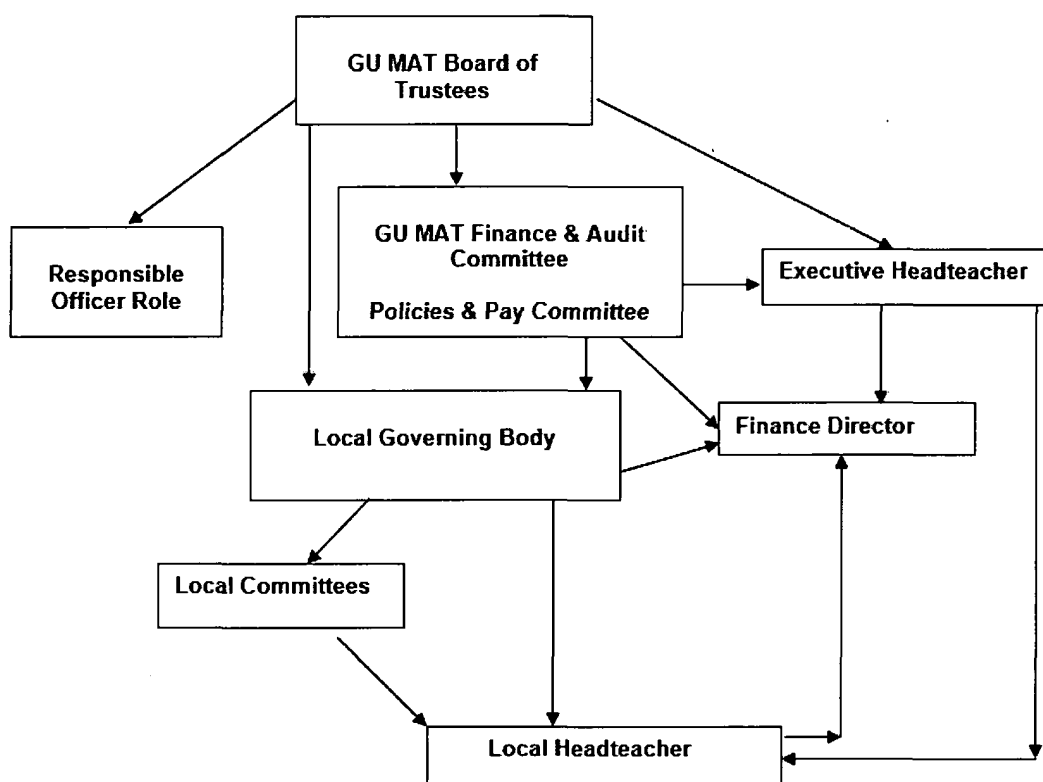 GU MAT Board of
Trustees
Responsible
Officer Role
GU MAT Finance & Audit
Committee
Policies & Pay Committee
Executive Headteacher
Local Governing Body
Finance Director
Local Committees
Local Headteacher